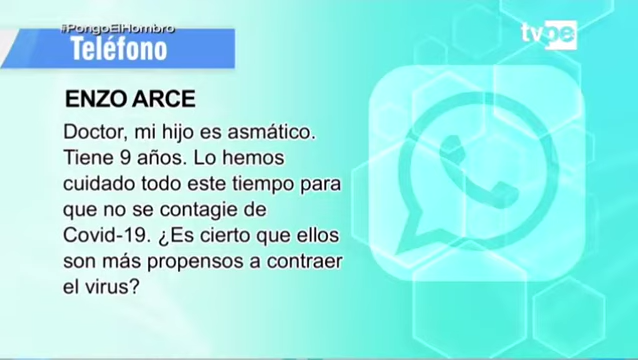 #PongoElHombro
tvpe
Teléfono
ENZO ARCE
Doctor, mi hijo es asmático.
Tiene 9 años. Lo hemos
cuidado todo este tiempo para
que no se contagie de
Covid-19. ¿Es cierto que ellos
son más propensos a contraer
el virus?